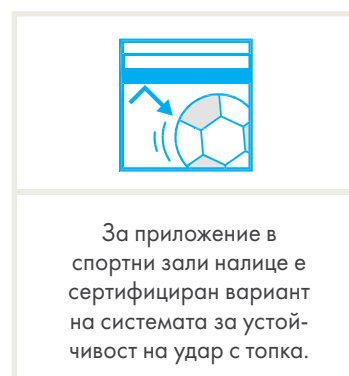 За приложение в
спортни зали налице е
сертифициран вариант
на системата за устой-
чивост на удар с топка.